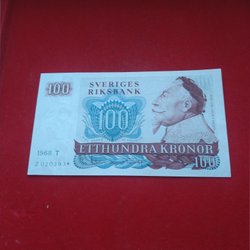 SVERIGES
RIKSBANK
100
100
1968 T
ETTHUNDRA KRONOR
100